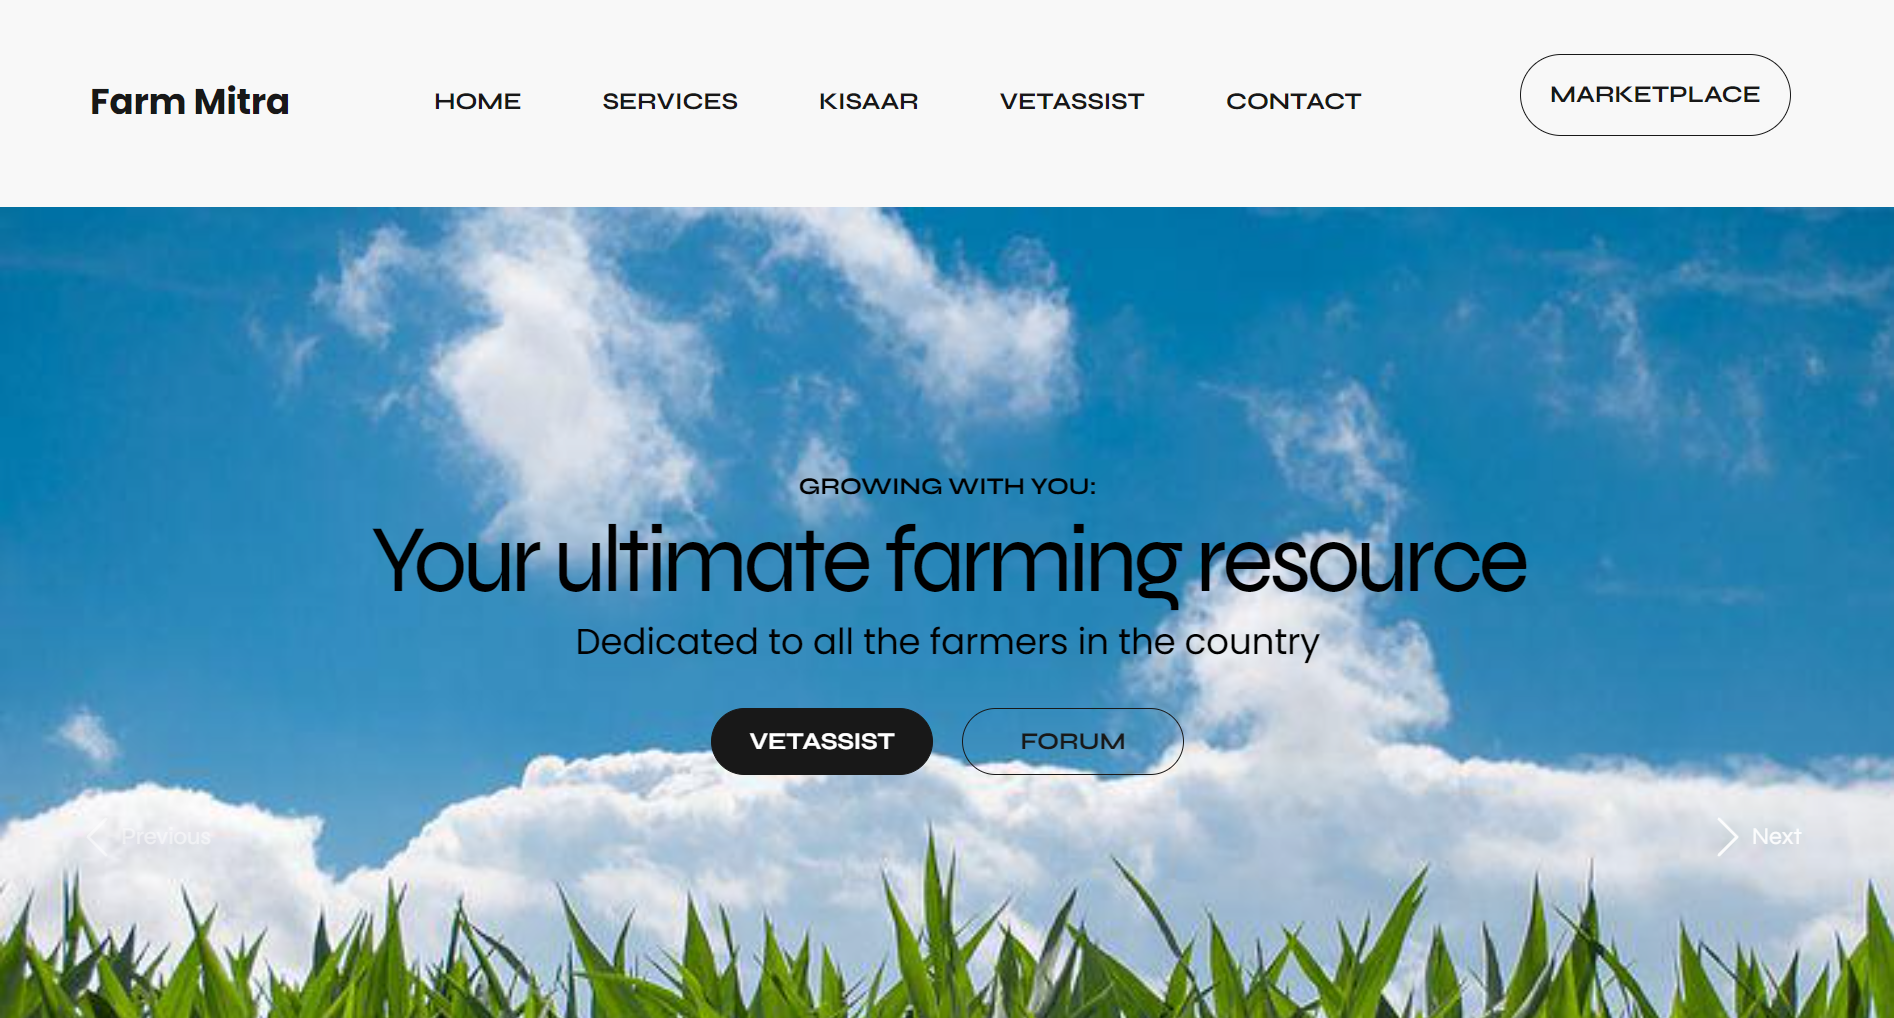 Farm Mitra
HOME SERVICES KISAAR VETASSIST CONTACT
MARKETPLACE
GROWING WITH YOU:
Your ultimate farming resource
Dedicated to all the farmers in the country
VETASSIST FORUM
Previous
Next